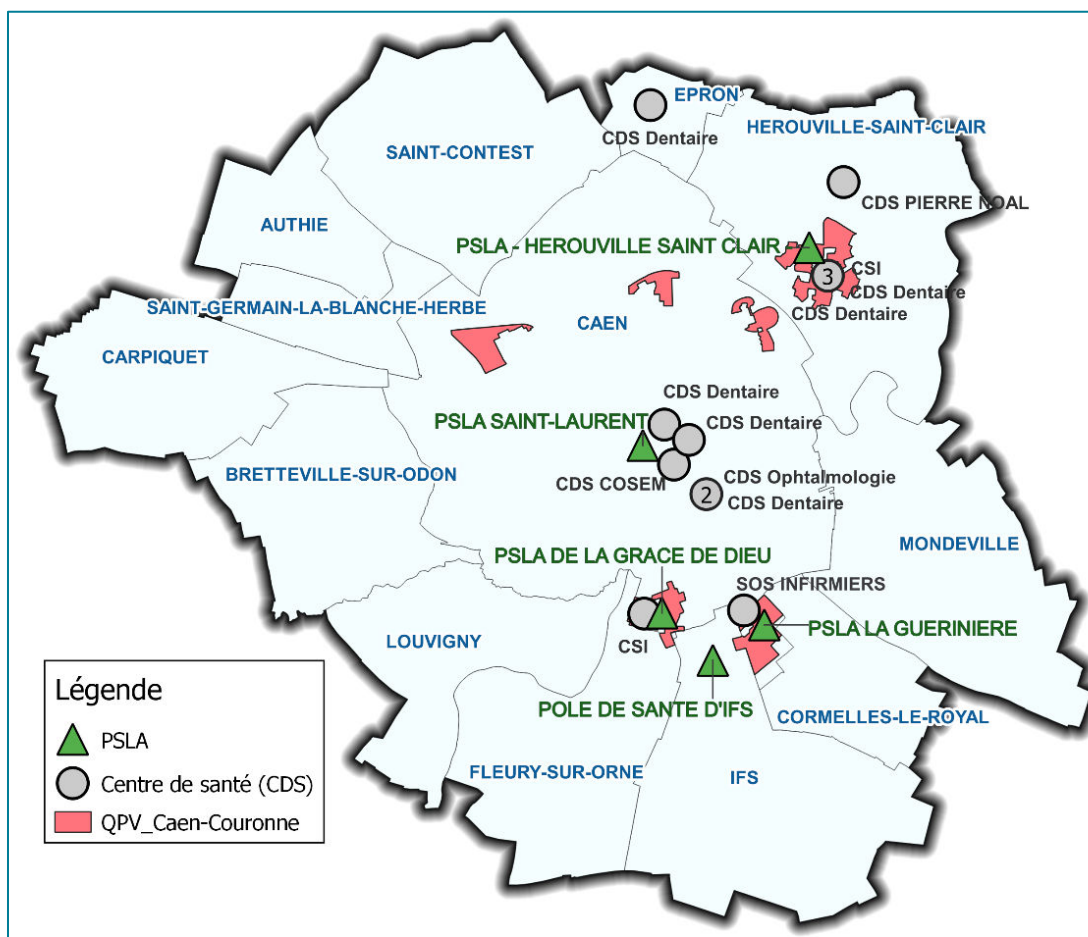 EPRON
CDS Dentaire
HEROUVILLE-SAINT-CLAIR
SAINT-CONTEST
CDS PIERRE NOAL
AUTHIE
PSLA - HEROUVILLE SAINT CLAIR
3
CSI
CDS Dentaire
CDS Dentaire
SAINT-GERMAIN-LA-BLANCHE-HERBE
CAEN
CARPIQUET
CDS Dentaire
PSLA SAINT-LAURENT
CDS Dentaire
BRETTEVILLE-SUR-ODON
CDS COSEM
CDS Ophtalmologie
2
CDS Dentaire
MONDEVILLE
PSLA DE LA GRACE DE DIEU
SOS INFIRMIERS
PSLA LA GUERINIERE
LOUVIGNY
CSI
POLE DE SANTE D'IFS
CORMELLES-LE-ROYAL
FLEURY-SUR-ORNE
IFS
Légende
PSLA
Centre de santé (CDS)
QPV_Caen-Couronne